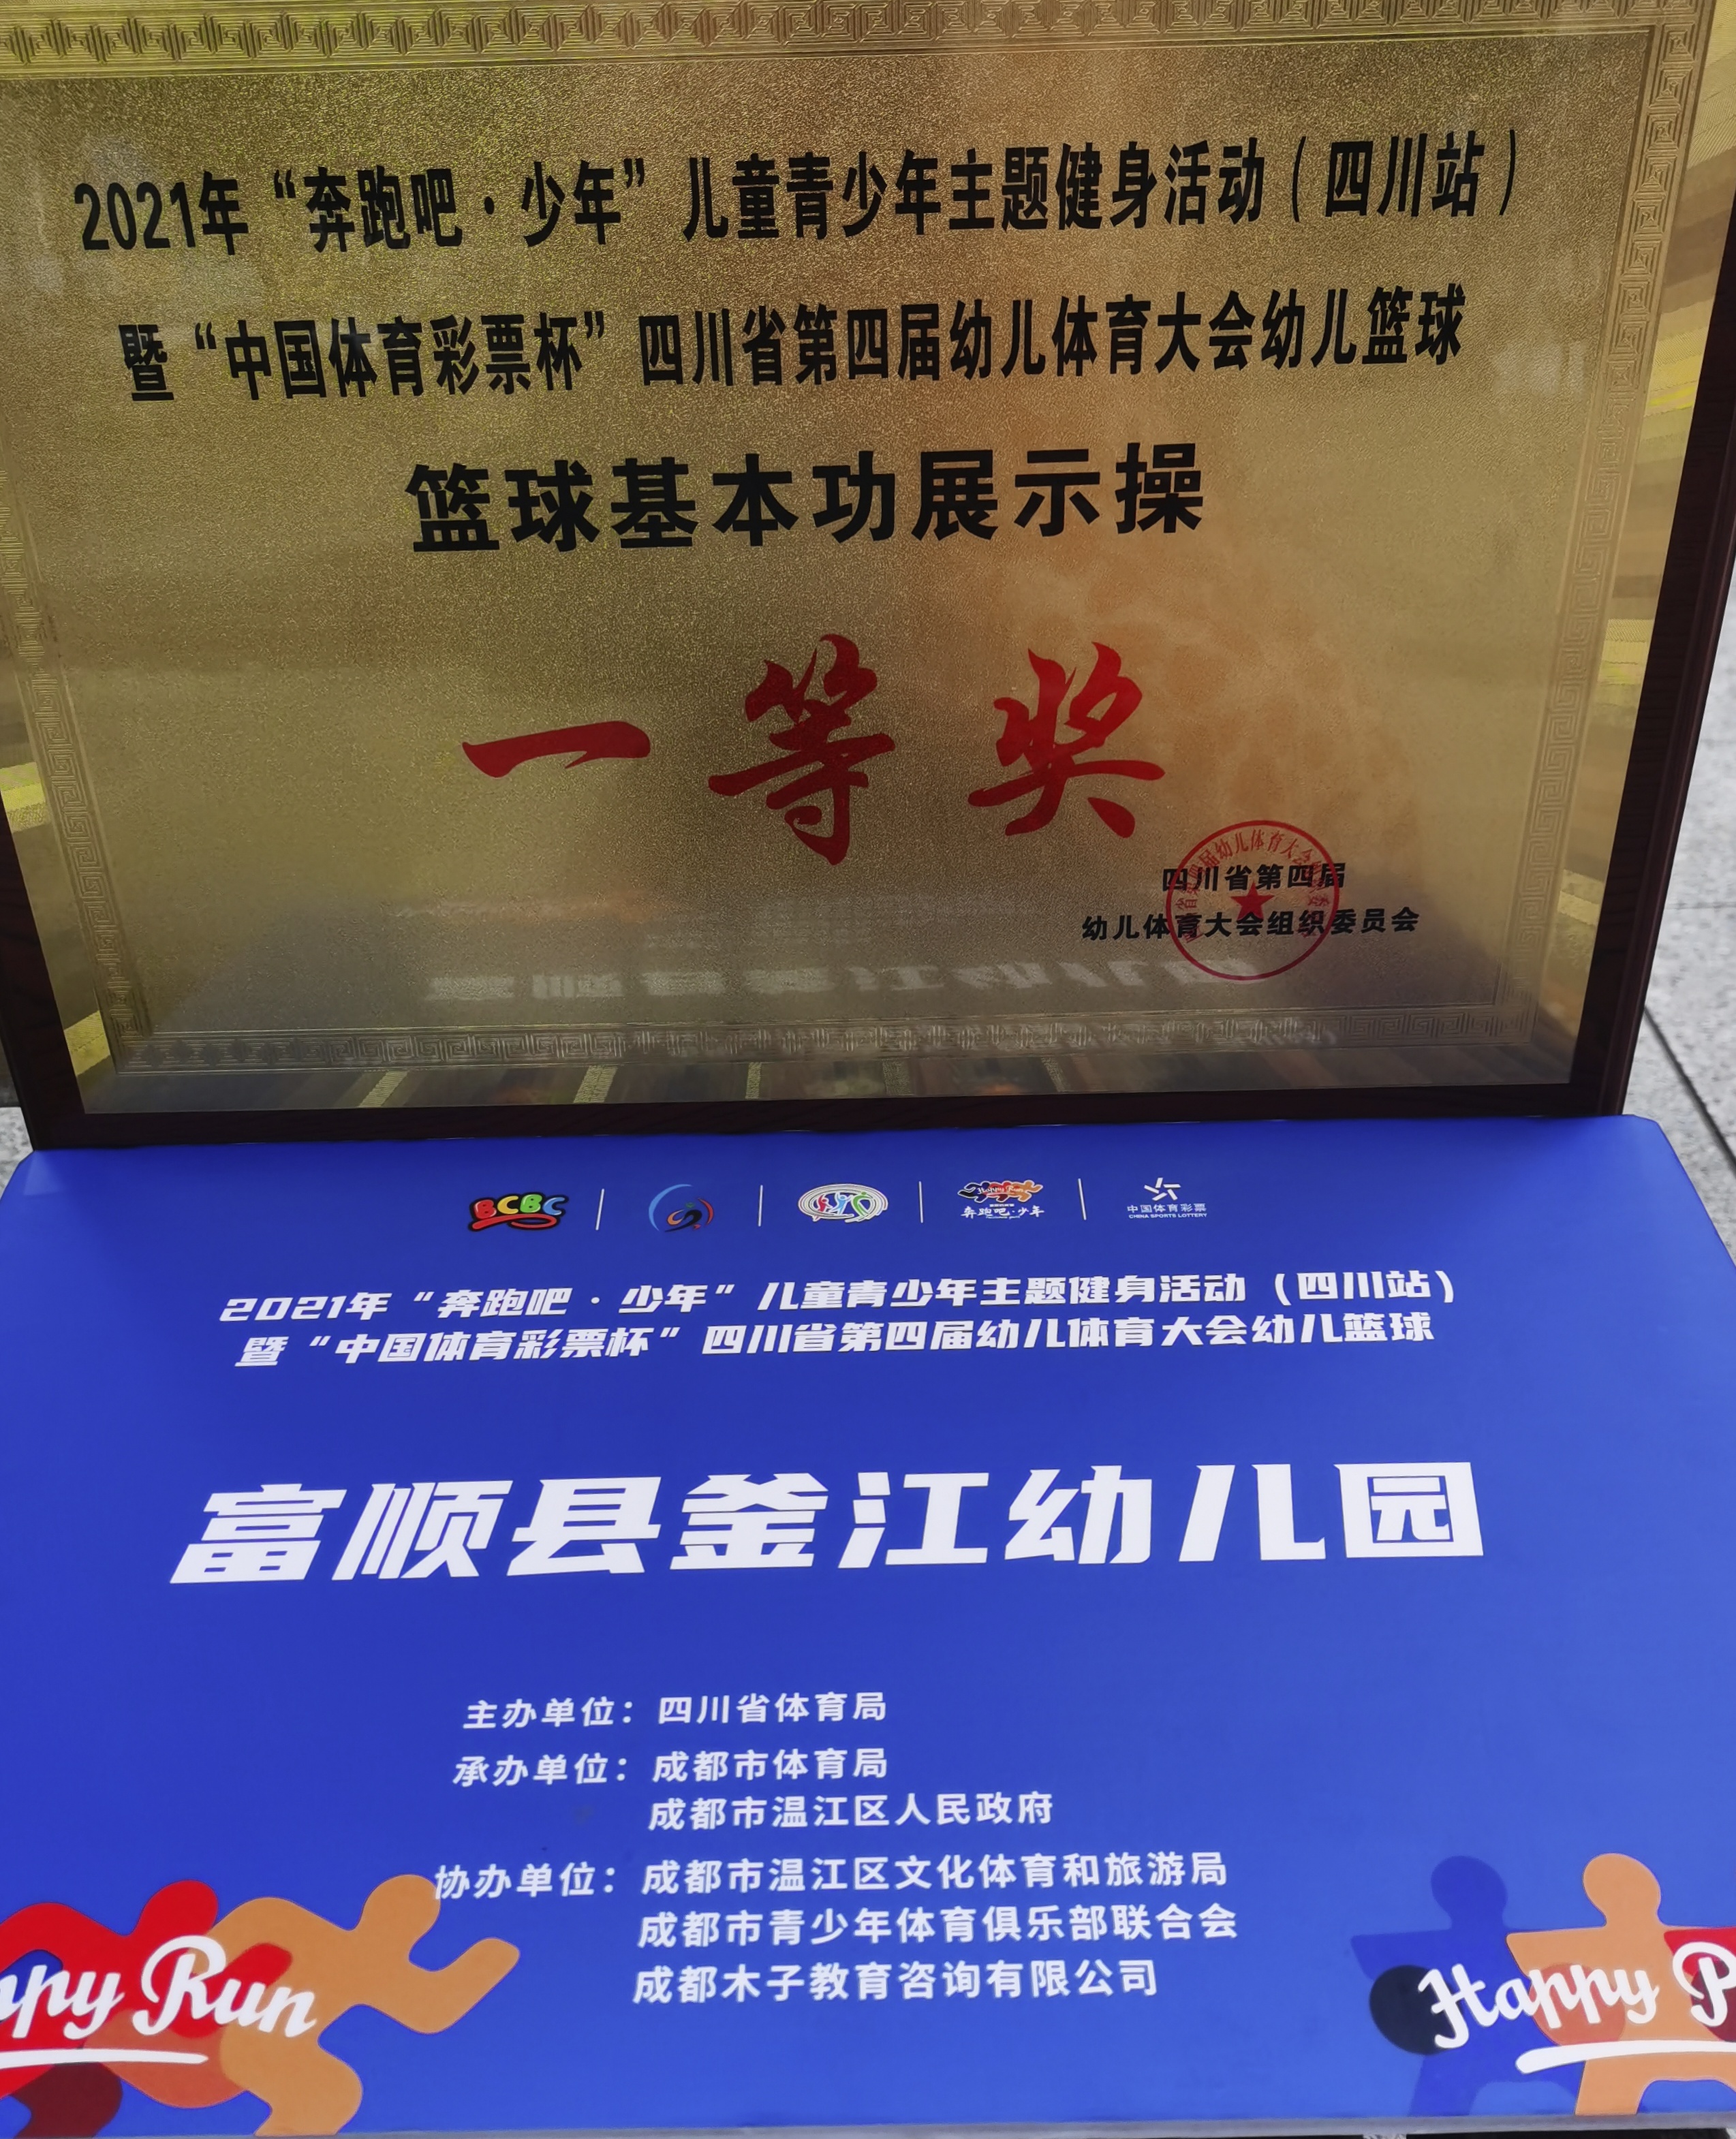 2021年“奔跑吧·少年”儿童青少年主题健身活动（四川站）
暨“中国体育彩票杯”四川省第四届幼儿体育大会幼儿篮球
篮球基本功展示操
一等奖
四川省第四届
幼儿体育大会组织委员会
BCBC
Happy Run
奔跑吧·少年
中国体育彩票
CHINA SPORTS LOTTERY
2021年“奔跑吧·少年”儿童青少年主题健身活动（四川站）
暨“中国体育彩票杯”四川省第四届幼儿体育大会幼儿篮球
富顺县釜江幼儿园
主办单位：四川省体育局
承办单位：成都市体育局
成都市温江区人民政府
协办单位：成都市温江区文化体育和旅游局
成都市青少年体育俱乐部联合会
成都木子教育咨询有限公司
ppy Run
Happy R